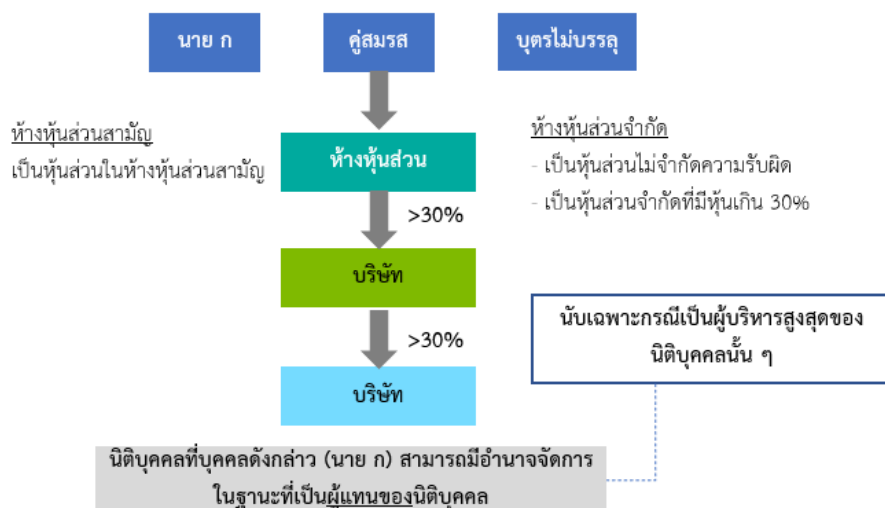 นาย ก
คู่สมรส
บุตรไม่บรรลุ
ห้างหุ้นส่วนสามัญ
เป็นหุ้นส่วนในห้างหุ้นส่วนสามัญ
ห้างหุ้นส่วน
ห้างหุ้นส่วนจำกัด
- เป็นหุ้นส่วนไม่จำกัดความรับผิด
- เป็นหุ้นส่วนจำกัดที่มีหุ้นเกิน 30%
>30%
บริษัท
>30%
บริษัท
นับเฉพาะกรณีเป็นผู้บริหารสูงสุดของ
นิติบุคคลนั้น ๆ
นิติบุคคลที่บุคคลดังกล่าว (นาย ก) สามารถมีอำนาจจัดการ
ในฐานะที่เป็นผู้แทนของนิติบุคคล